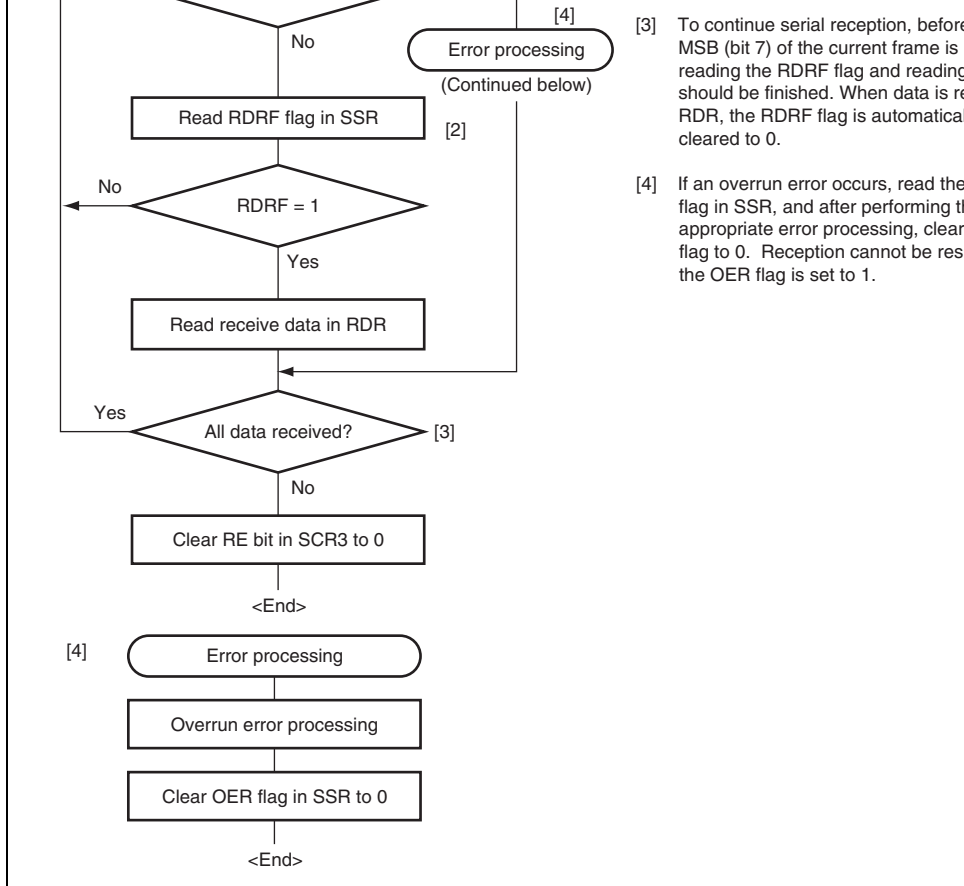 [4]
No
Error processing
(Continued below)
Read RDRF flag in SSR
[2]
No
RDRF = 1
Yes
Read receive data in RDR
Yes
All data received?
[3]
No
Clear RE bit in SCR3 to 0
<End>
[4]
Error processing
Overrun error processing
Clear OER flag in SSR to 0
<End>
[3] To continue serial reception, before
MSB (bit 7) of the current frame is
reading the RDRF flag and reading
should be finished. When data is
RDR, the RDRF flag is
cleared to 0.
[4] If an overrun error occurs, read the
flag in SSR, and after performing
appropriate error processing, clear
flag to 0. Reception cannot be
the OER flag is set to 1.